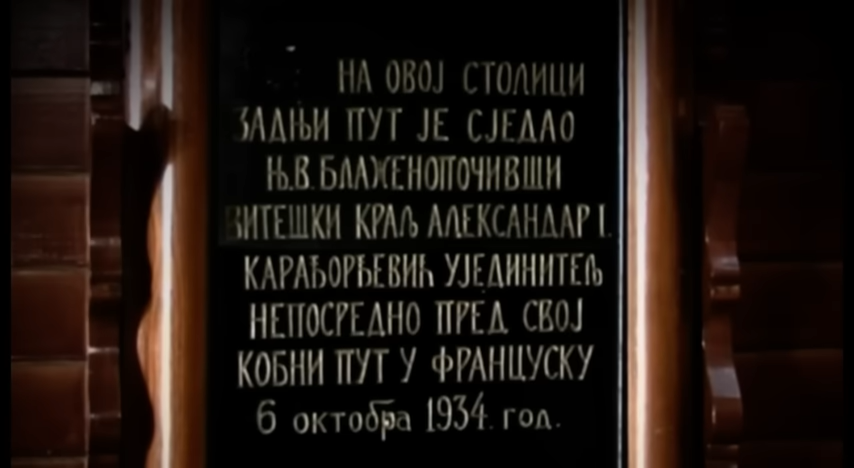 НА ОВОЈ СТОЛИЦИ
ЗАДЊИ ПУТ ЈЕ СЈЕДАО
Њ.В. БЛАЖЕНОПОЧИВШИ
ВИТЕШКИ КРАЉ АЛЕКСАНДАР I.
КАРАЂОРЂЕВИЋ УЈЕДИНИТЕЉ
НЕПОСРЕДНО ПРЕД СВОЈ
КОБНИ ПУТ У ФРАНЦУСКУ
6 октобра 1934. год.